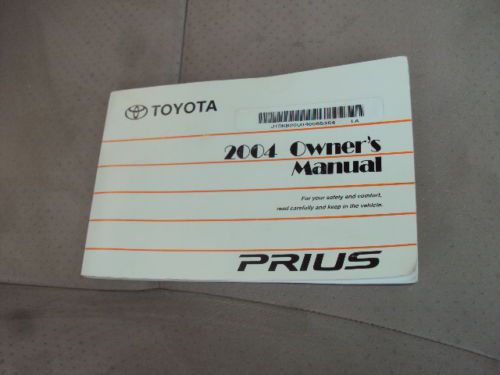 TOYOTA
2004 Owner's
Manual
For your safety and comfort,
read carefully and keep in the vehicle.
PRIUS